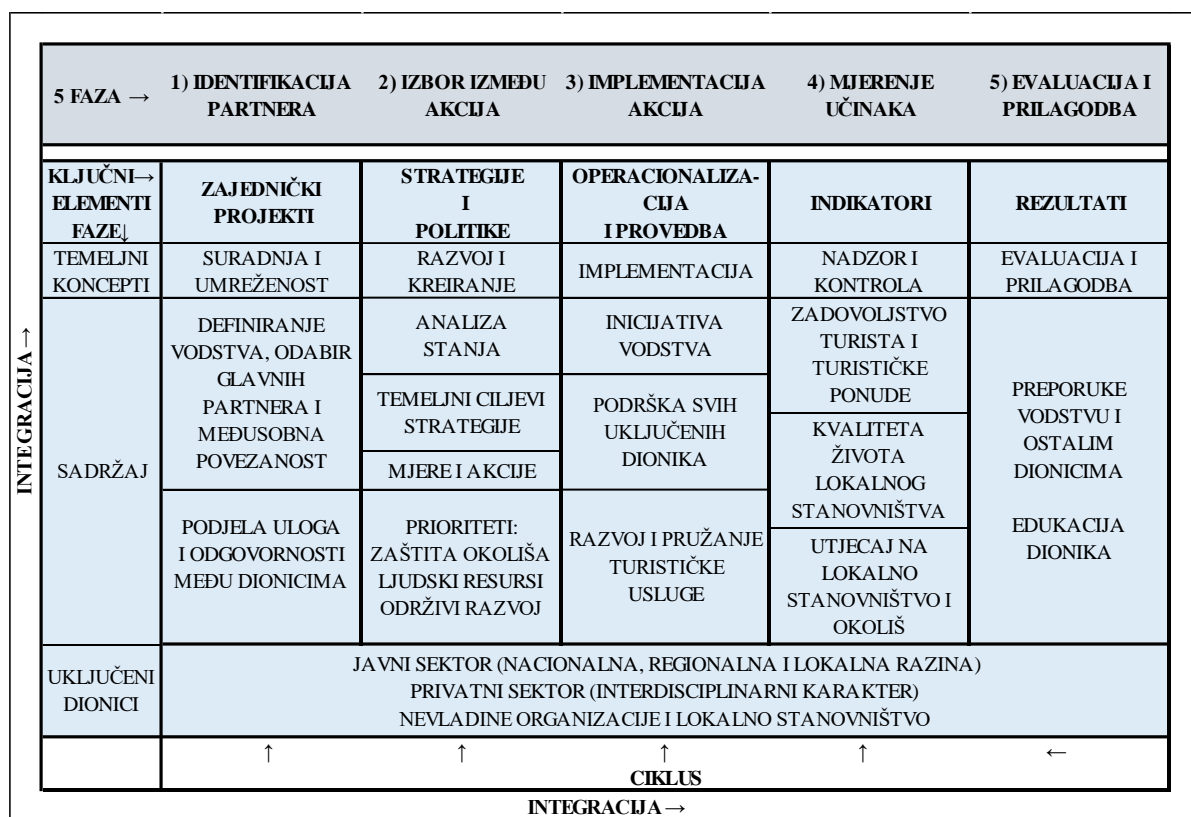 5 FAZA →
1) IDENTIFIKACIJA
PARTNERA
2) IZBOR IZMEĐU
AKCIJA
3) IMPLEMENTACIJA
AKCIJA
4) MJERENJE
UČINAKA
5) EVALUACIJA I
PRILAGODBA
KLJUČNI→
ELEMENTI
FAZE↓
ZAJEDNIČKI
PROJEKTI
STRATEGIJE
I
POLITIKE
OPERACIONALIZA-
CIJA
I PROVEDBA
INDIKATORI
REZULTATI
TEMELJNI
KONCEPTI
SURADNJA I
UMREŽENOST
RAZVOJ I
KREIRANJE
IMPLEMENTACIJA
NADZOR I
KONTROLA
EVALUACIJA I
PRILAGODBA
INTEGRACIJA →
SADRŽAJ
DEFINIRANJE
VODSTVA, ODABIR
GLAVNIH
PARTNERA I
MEĐUSOBNA
POVEZANOST
PODJELA ULOGA
I ODGOVORNOSTI
MEĐU DIONICIMA
ANALIZA
STANJA
TEMELJNI CILJEVI
STRATEGIJE
MJERE I AKCIJE
PRIORITETI:
ZAŠTITA OKOLIŠA
LJUDSKI RESURSI
ODRŽIVI RAZVOJ
INICIJATIVA
VODSTVA
PODRŠKA SVIH
UKLJUČENIH
DIONIKA
RAZVOJ I PRUŽANJE
TURISTIČKE
USLUGE
ZADOVOLJSTVO
TURISTA I
TURISTIČKE
PONUDE
KVALITETA
ŽIVOTA
LOKALNOG
STANOVNIŠTVA
UTJECAJ NA
LOKALNO
STANOVNIŠTVO I
OKOLIŠ
PREPORUKE
VODSTVU I
OSTALIM
DIONICIMA
EDUKACIJA
DIONIKA
UKLJUČENI
DIONICI
JAVNI SEKTOR (NACIONALNA, REGIONALNA I LOKALNA RAZINA)
PRIVATNI SEKTOR (INTERDISCIPLINARNI KARAKTER)
NEVLADINE ORGANIZACIJE I LOKALNO STANOVNIŠTVO
↑ ↑ ↑ ↑ ←
CIKLUS
INTEGRACIJA →